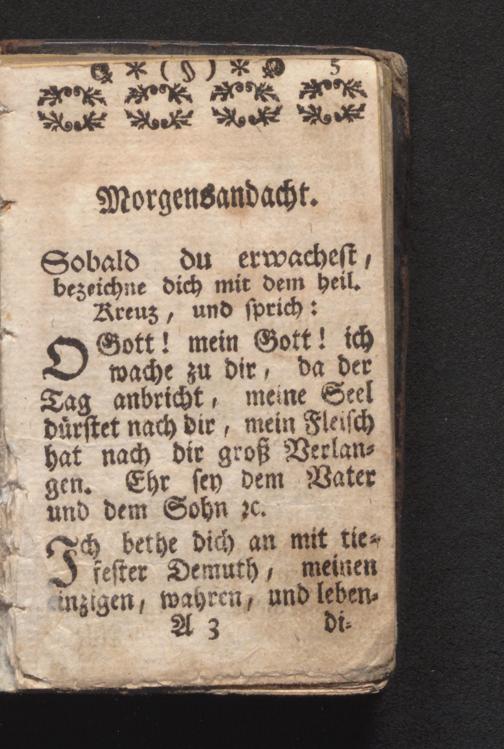 * ( § ) * 5
Morgensandacht.
Sobald du erwachest,
bezeichne dich mit dem heil.
Kreuz, und sprich:
O Gott! mein Gott! ich
wache zu dir, da der
Tag anbricht, meine Seel
dürstet nach dir, mein Fleisch
hat nach dir groß Verlan-
gen. Ehr sey dem Vater
und dem Sohn ꝛc.
Ich bethe dich an mit tie-
fester Demuth, meinen
einzigen, wahren, und leben-
A 3 di-